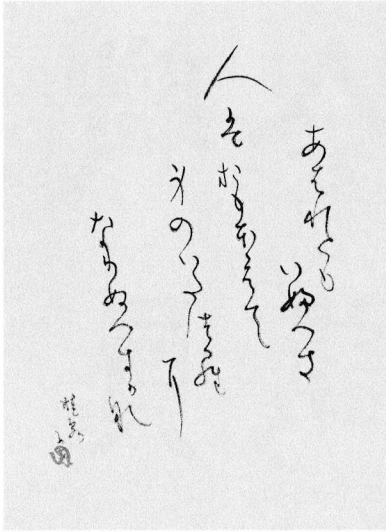 あはれとも
いふへき
人はおもほえて
身のいたつらに
なりぬへきかな